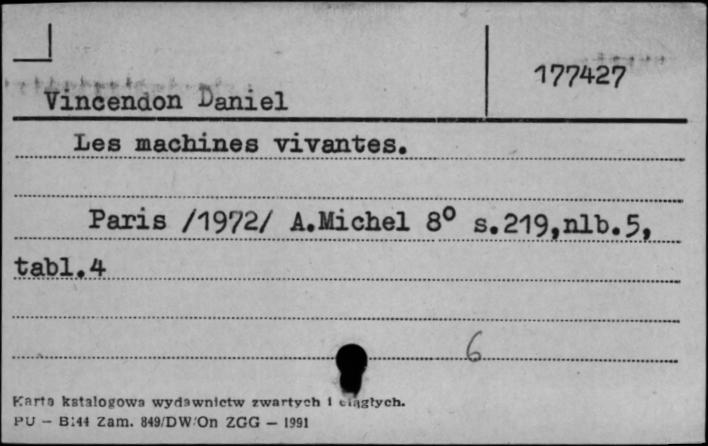 177427
Vincendon Daniel
Les machines vivantes.
Paris /1972/ A.Michel 8° s.219,nlb.5,
tabl.4
6
Karta katalogowa wydawnictw zwartych i ciągłych.
PU – B:44 Zam. 849/DW/On ZGG – 1991